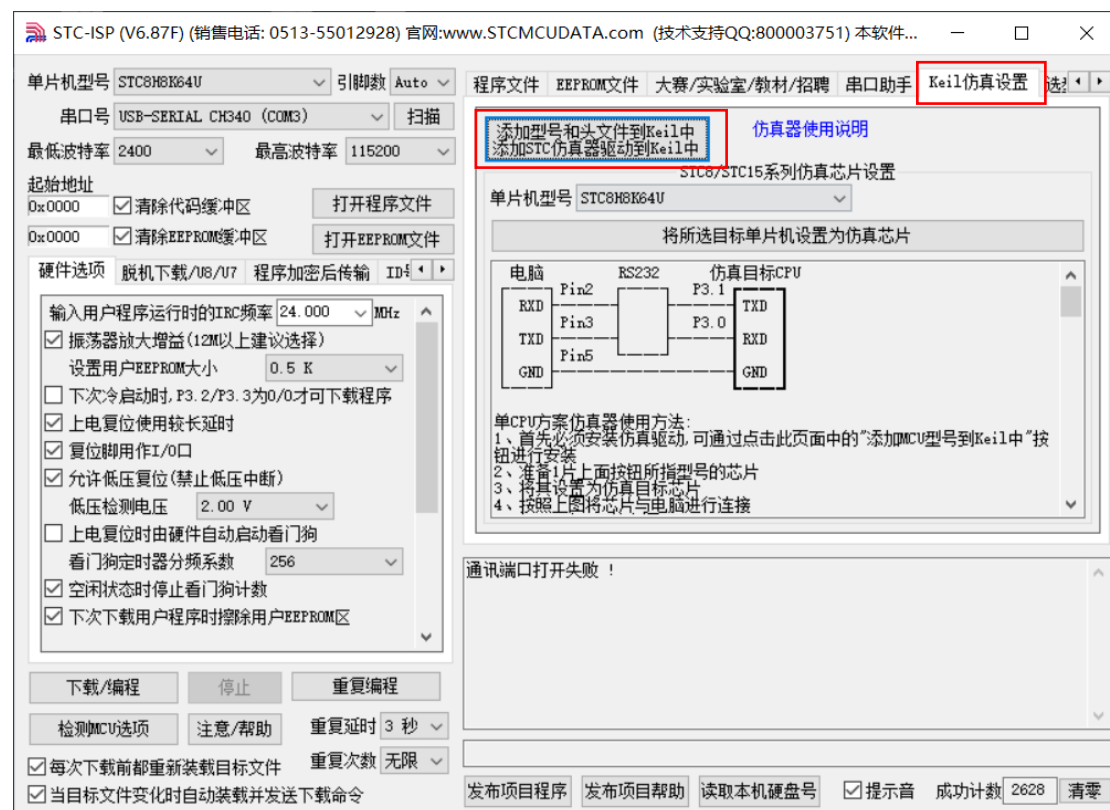 STC-ISP (V6.87F) (销售电话: 0513-55012928) 官网:www.STCMCUDATA.com (技术支持QQ:800003751) 本软件...
单片机型号 STC8H8K64U 引脚数 Auto
串口号 USB-SERIAL CH340 (COM3) 扫描
最低波特率 2400 最高波特率 115200
起始地址
0x0000 清除代码缓冲区 打开程序文件
0x0000 清除EEPROM缓冲区 打开EEPROM文件
硬件选项 脱机下载/U8/U7 程序加密后传输
输入用户程序运行时的IRC频率 24.000 MHz
振荡器放大增益(12M以上建议选择)
设置用户EEPROM大小 0.5 K
下次冷启动时,P3.2/P3.3为0/0才可下载程序
上电复位使用较长延时
复位脚用作I/O口
允许低压复位(禁止低压中断)
低压检测电压 2.00 V
上电复位时由硬件自动启动看门狗
看门狗定时器分频系数 256
空闲状态时停止看门狗计数
下次下载用户程序时擦除用户EEPROM区
下载/编程 停止 重复编程
检测MCU选项 注意/帮助 重复延时 3 秒
重复次数 无限
每次下载前都重新装载目标文件
当目标文件变化时自动装载并发送下载命令
程序文件 EEPROM文件 大赛/实验室/教材/招聘 串口助手 Keil仿真设置
添加型号和头文件到Keil中
添加STC仿真器驱动到Keil中
仿真器使用说明
STC8/STC15系列仿真芯片设置
单片机型号 STC8H8K64U
将所选目标单片机设置为仿真芯片
电脑 RS232 仿真目标CPU
RXD Pin2 P3.1 TXD
TXD Pin3 P3.0 RXD
GND Pin5 GND
单CPU方案仿真器使用方法:
1、首先必须安装仿真驱动,可通过点击此页面中的"添加MCU型号到Keil中"按
钮进行安装
2、准备1片上面按钮所指型号的芯片
3、将其设置为仿真目标芯片
4、按照上图将芯片与电脑进行连接
通讯端口打开失败 !
发布项目程序 发布项目帮助 读取本机硬盘号 提示音 成功计数 2628 清零